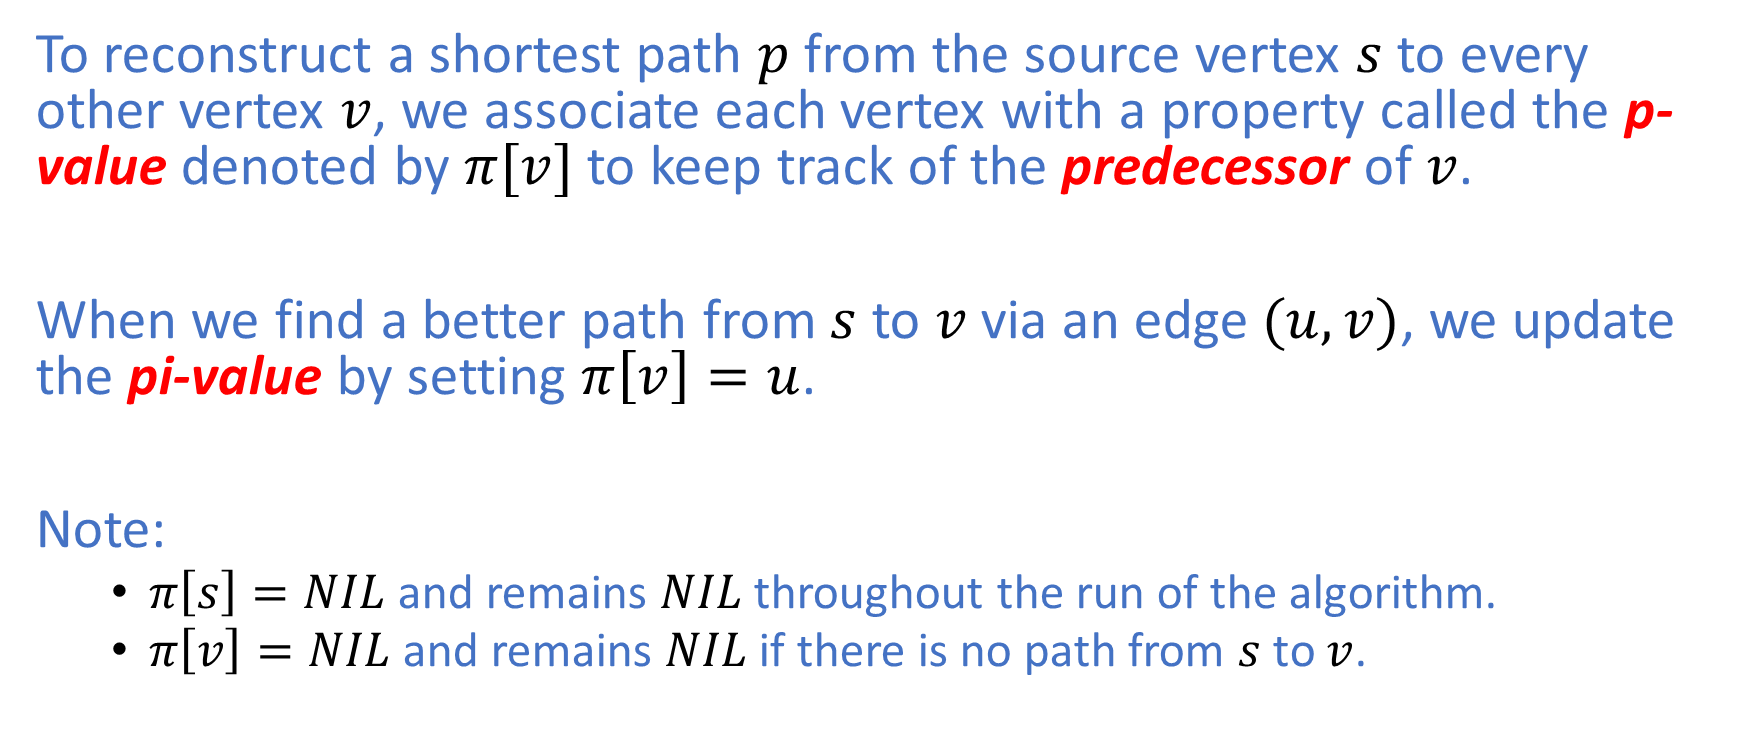 To reconstruct a shortest path p from the source vertex s to every
other vertex v, we associate each vertex with a property called the p-
value denoted by π[v] to keep track of the predecessor of v.
When we find a better path from s to v via an edge (u, v), we update
the pi-value by setting π[v] = u.
Note:
• π[s] = NIL and remains NIL throughout the run of the algorithm.
• π[v] = NIL and remains NIL if there is no path from s to v.